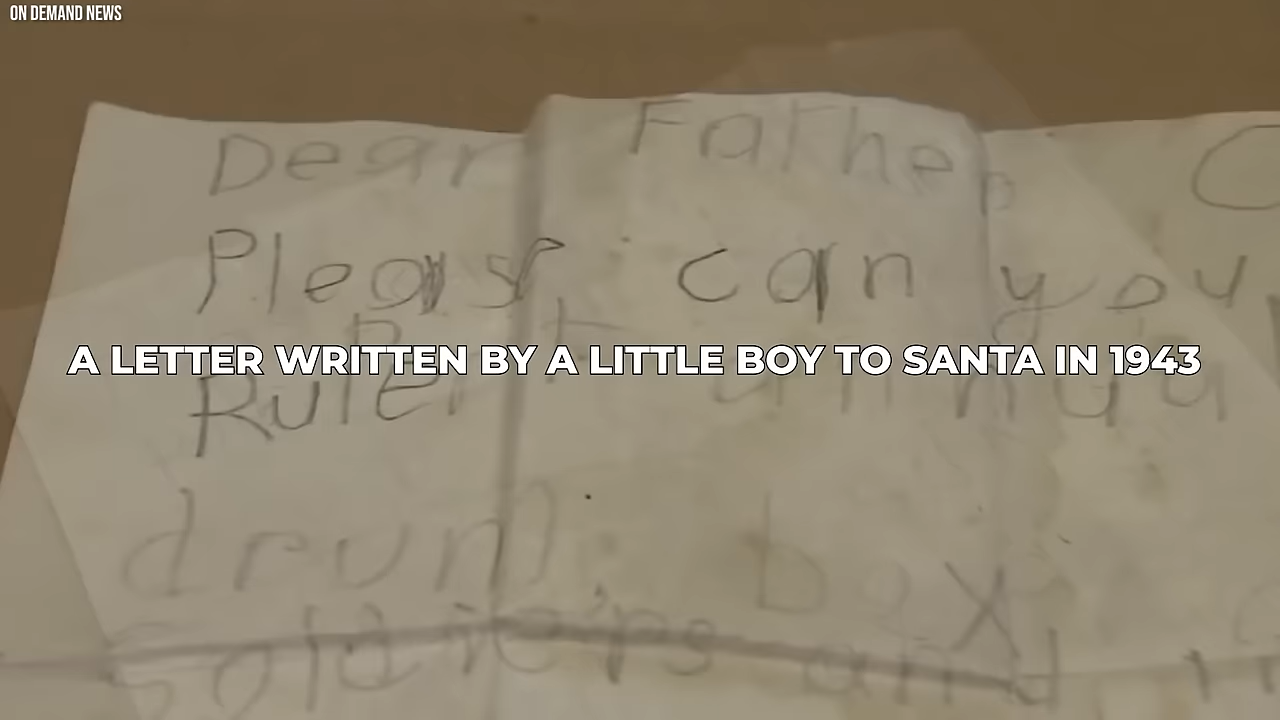 ON DEMAND NEWS
Dear Father C
Please can you
A LETTER WRITTEN BY A LITTLE BOY TO SANTA IN 1943
drum box
Soldiers and